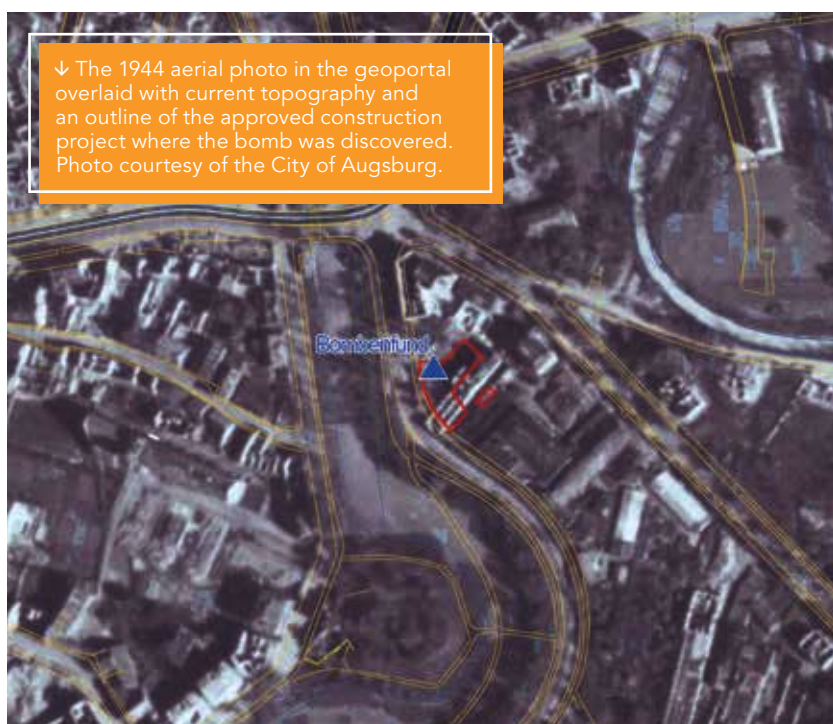 ↓ The 1944 aerial photo in the geoportal
overlaid with current topography and
an outline of the approved construction
project where the bomb was discovered.
Photo courtesy of the City of Augsburg.
Bombenfund